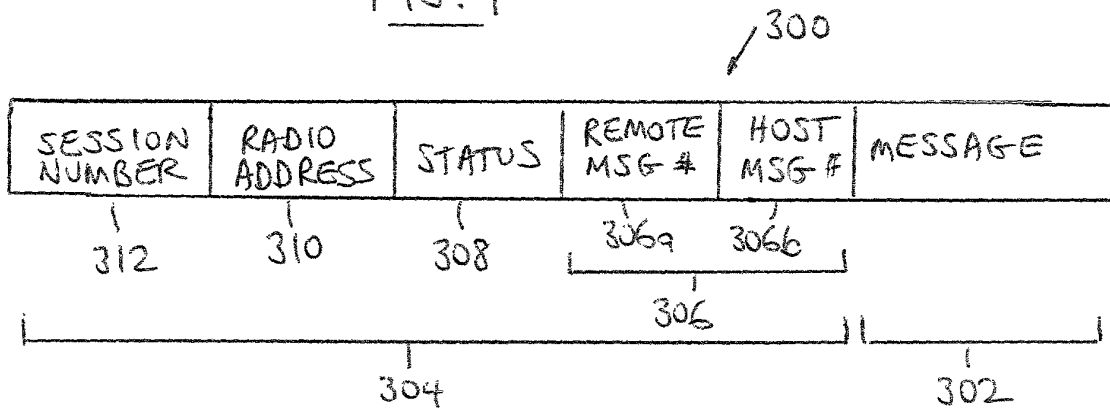 300
SESSION NUMBER
RADIO ADDRESS
STATUS
REMOTE MSG #
HOST MSG #
MESSAGE
312
310
308
306a
306b
306
304
302